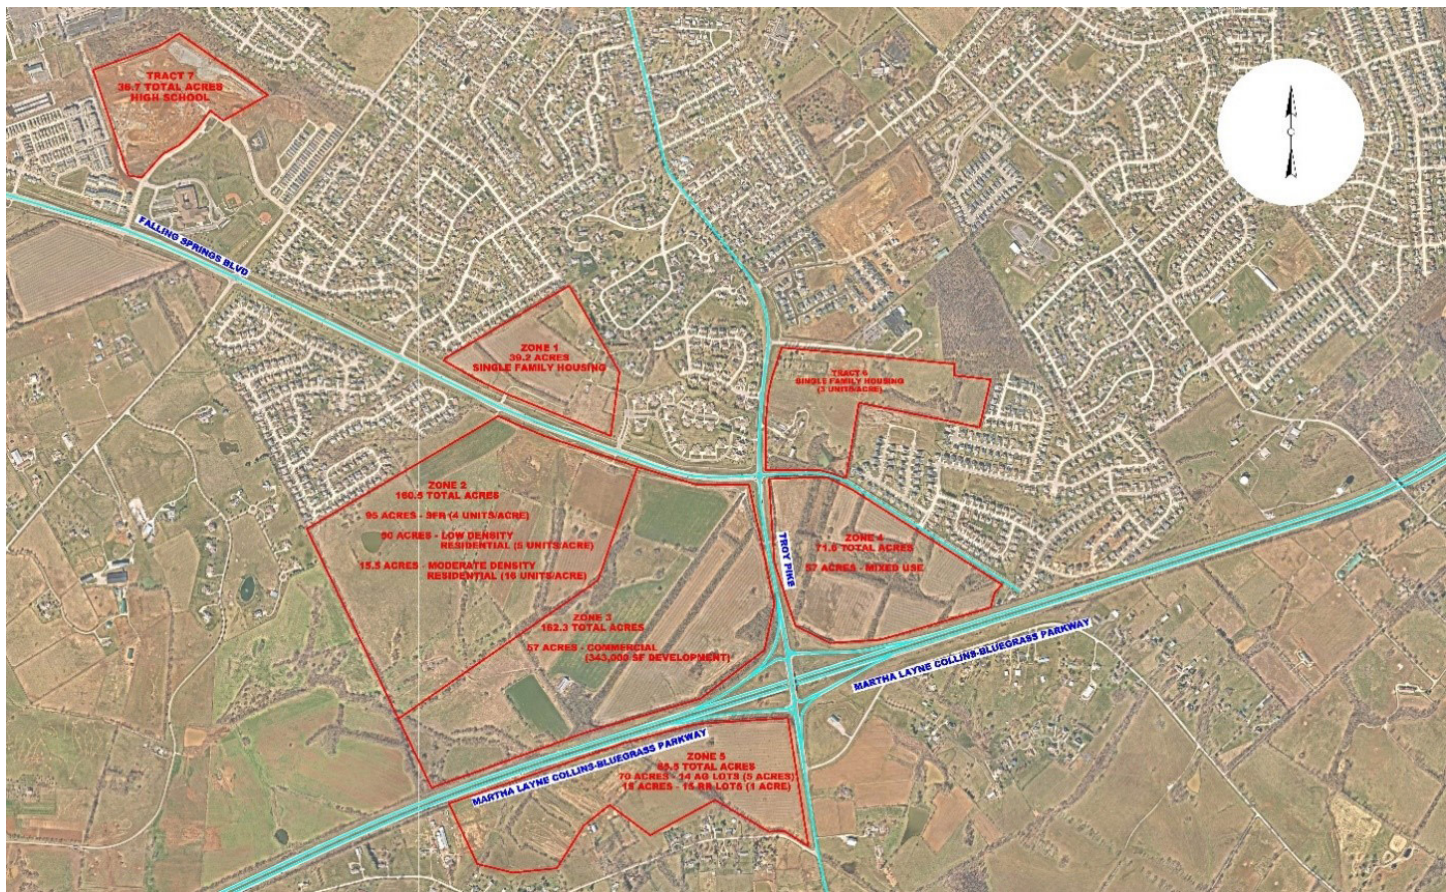 TRACT 7
36.7 TOTAL ACRES
HIGH SCHOOL
FALLING SPRINGS BLVD
ZONE 1
39.2 ACRES
SINGLE FAMILY HOUSING
TRACT 6
SINGLE FAMILY HOUSING
(3 UNITS/ACRE)
ZONE 2
160.5 TOTAL ACRES
95 ACRES - SFR (4 UNITS/ACRE)
50 ACRES - LOW DENSITY
RESIDENTIAL (5 UNITS/ACRE)
15.5 ACRES - MODERATE DENSITY
RESIDENTIAL (16 UNITS/ACRE)
TROY PIKE
ZONE 4
71.6 TOTAL ACRES
57 ACRES - MIXED USE
ZONE 3
162.3 TOTAL ACRES
57 ACRES - COMMERCIAL
(343,000 SF DEVELOPMENT)
MARTHA LAYNE COLLINS-BLUEGRASS PARKWAY
MARTHA LAYNE COLLINS-BLUEGRASS PARKWAY
ZONE 5
TOTAL ACRES
70 ACRES - 14 AG LOTS (5 ACRES)
ACRES - 15 RR LOTS (1 ACRE)